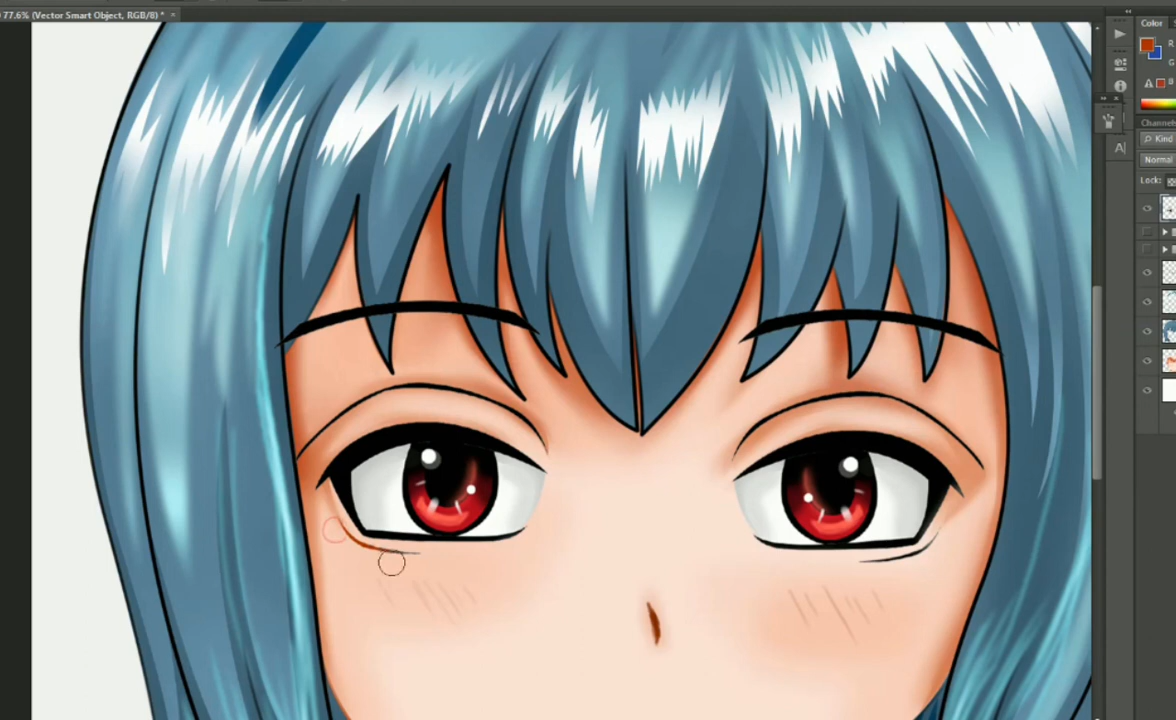 77.6% (Vector Smart Object, RGB/8) * ×
Color
R
G
Channels
Kind
Normal
Lock:
A|